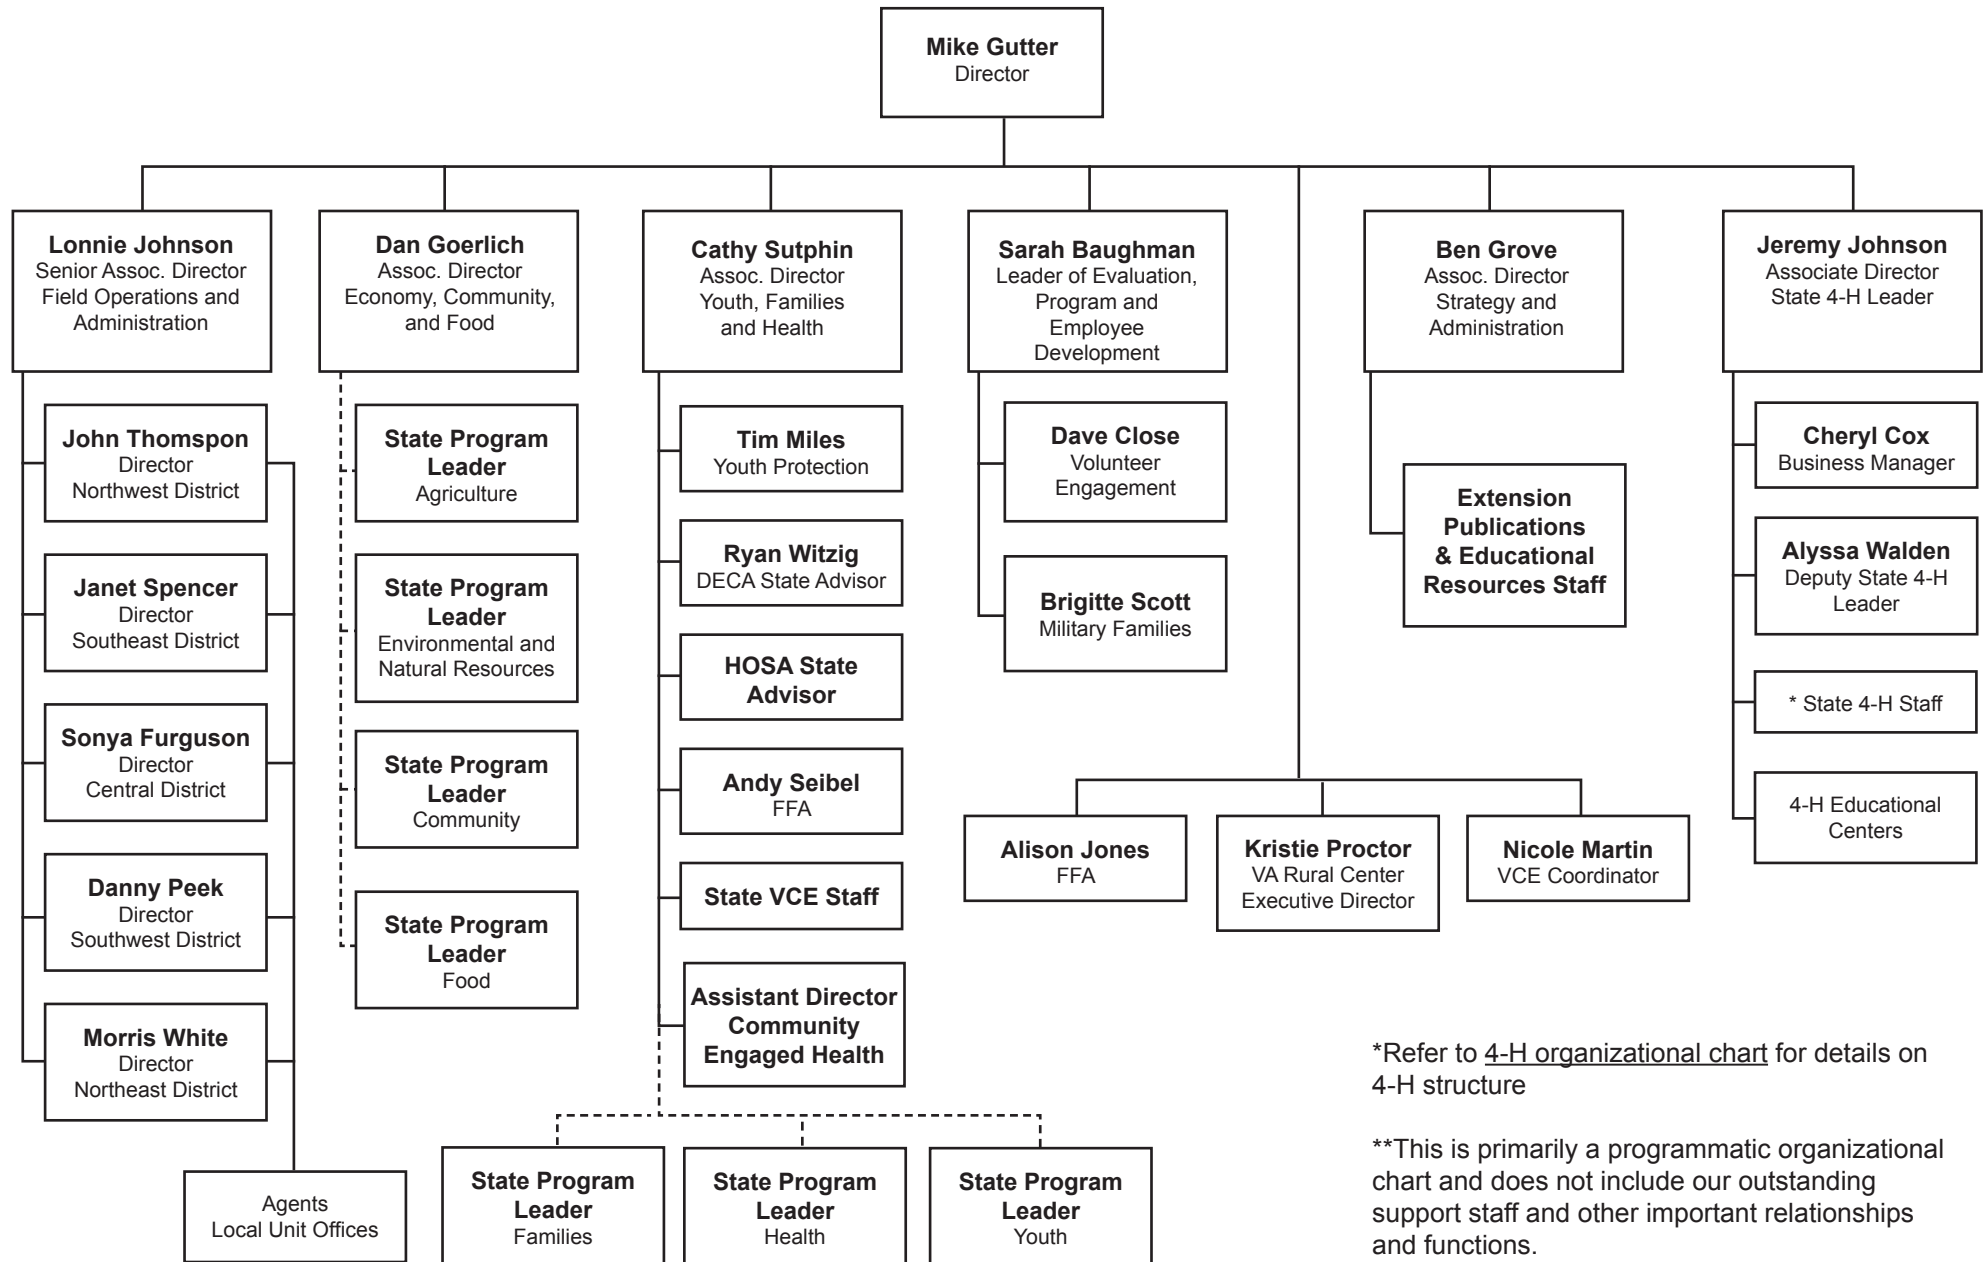 Mike Gutter
Director
Lonnie Johnson
Senior Assoc. Director
Field Operations and
Administration
John Thomspon
Director
Northwest District
Janet Spencer
Director
Southeast District
Sonya Furguson
Director
Central District
Danny Peek
Director
Southwest District
Morris White
Director
Northeast District
Agents
Local Unit Offices
Dan Goerlich
Assoc. Director
Economy, Community,
and Food
State Program
Leader
Agriculture
State Program
Leader
Environmental and
Natural Resources
State Program
Leader
Community
State Program
Leader
Food
Cathy Sutphin
Assoc. Director
Youth, Families
and Health
Tim Miles
Youth Protection
Ryan Witzig
DECA State Advisor
HOSA State
Advisor
Andy Seibel
FFA
State VCE Staff
Assistant Director
Community
Engaged Health
State Program
Leader
Families
State Program
Leader
Health
State Program
Leader
Youth
Sarah Baughman
Leader of Evaluation,
Program and
Employee
Development
Dave Close
Volunteer
Engagement
Brigitte Scott
Military Families
Alison Jones
FFA
Kristie Proctor
VA Rural Center
Executive Director
Nicole Martin
VCE Coordinator
Ben Grove
Assoc. Director
Strategy and
Administration
Extension
Publications
& Educational
Resources Staff
Jeremy Johnson
Associate Director
State 4-H Leader
Cheryl Cox
Business Manager
Alyssa Walden
Deputy State 4-H
Leader
* State 4-H Staff
4-H Educational
Centers
*Refer to 4-H organizational chart for details on
4-H structure
**This is primarily a programmatic organizational
chart and does not include our outstanding
support staff and other important relationships
and functions.